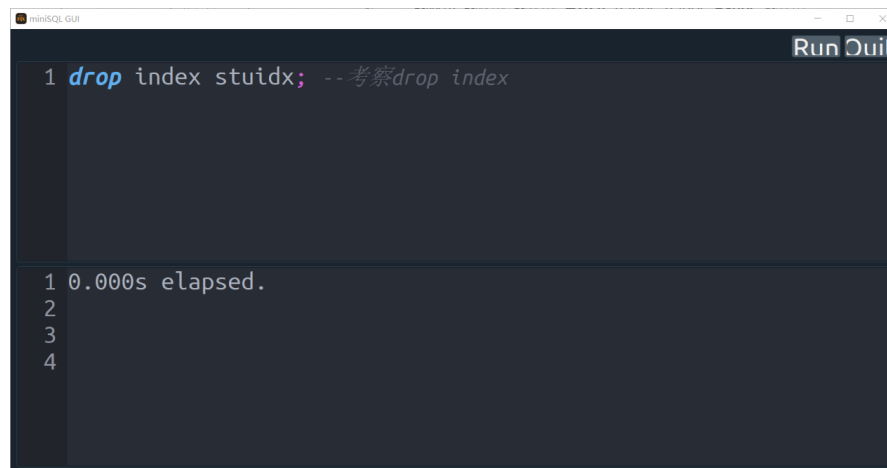 miniSQL GUI
Run Quit
1 drop index stuidx; --考察drop index
1 0.000s elapsed.
2
3
4